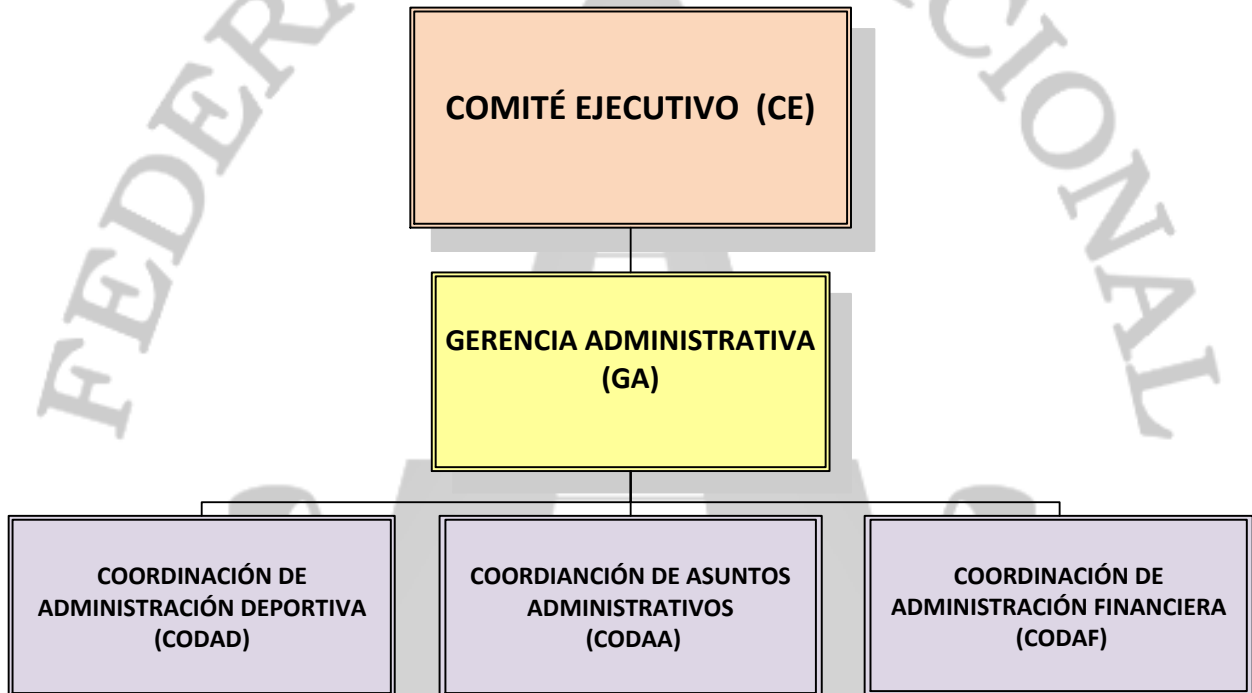 COMITÉ EJECUTIVO (CE)
GERENCIA ADMINISTRATIVA
(GA)
COORDINACIÓN DE
ADMINISTRACIÓN DEPORTIVA
(CODAD)
COORDIANCIÓN DE ASUNTOS
ADMINISTRATIVOS
(CODAA)
COORDINACIÓN DE
ADMINISTRACIÓN FINANCIERA
(CODAF)